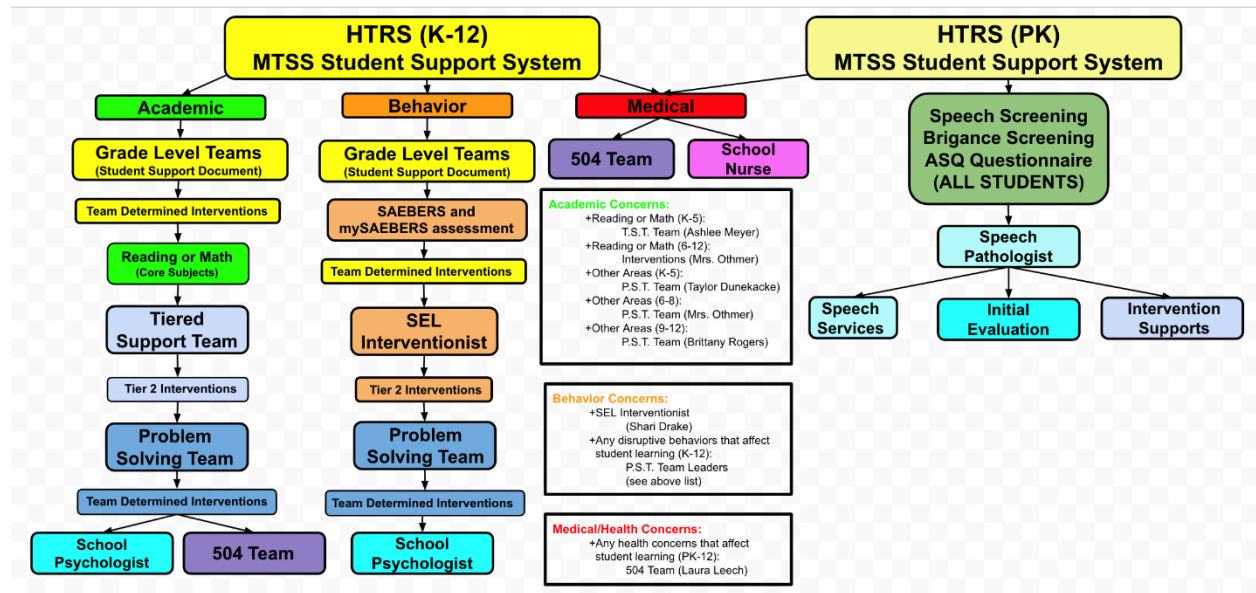 HTRS (K-12)
MTSS Student Support System
HTRS (PK)
MTSS Student Support System
Academic
Behavior
Medical
Grade Level Teams
(Student Support Document)
Team Determined Interventions
Reading or Math
(Core Subjects)
Tiered
Support Team
Tier 2 Interventions
Problem
Solving Team
Team Determined Interventions
School
Psychologist
504 Team
Grade Level Teams
(Student Support Document)
SAEBERS and
mySAEBERS assessment
Team Determined Interventions
SEL
Interventionist
Tier 2 Interventions
Problem
Solving Team
Team Determined Interventions
School
Psychologist
504 Team
School
Nurse
Academic Concerns:
+Reading or Math (K-5):
T.S.T. Team (Ashlee Meyer)
+Reading or Math (6-12):
Interventions (Mrs. Othmer)
+Other Areas (K-5):
P.S.T. Team (Taylor Dunekacke)
+Other Areas (6-8):
P.S.T. Team (Mrs. Othmer)
+Other Areas (9-12):
P.S.T. Team (Brittany Rogers)
Behavior Concerns:
+SEL Interventionist
(Shari Drake)
+Any disruptive behaviors that affect
student learning (K-12):
P.S.T. Team Leaders
(see above list)
Medical/Health Concerns:
+Any health concerns that affect
student learning (PK-12):
504 Team (Laura Leech)
Speech Screening
Brigance Screening
ASQ Questionnaire
(ALL STUDENTS)
Speech
Pathologist
Speech
Services
Initial
Evaluation
Intervention
Supports